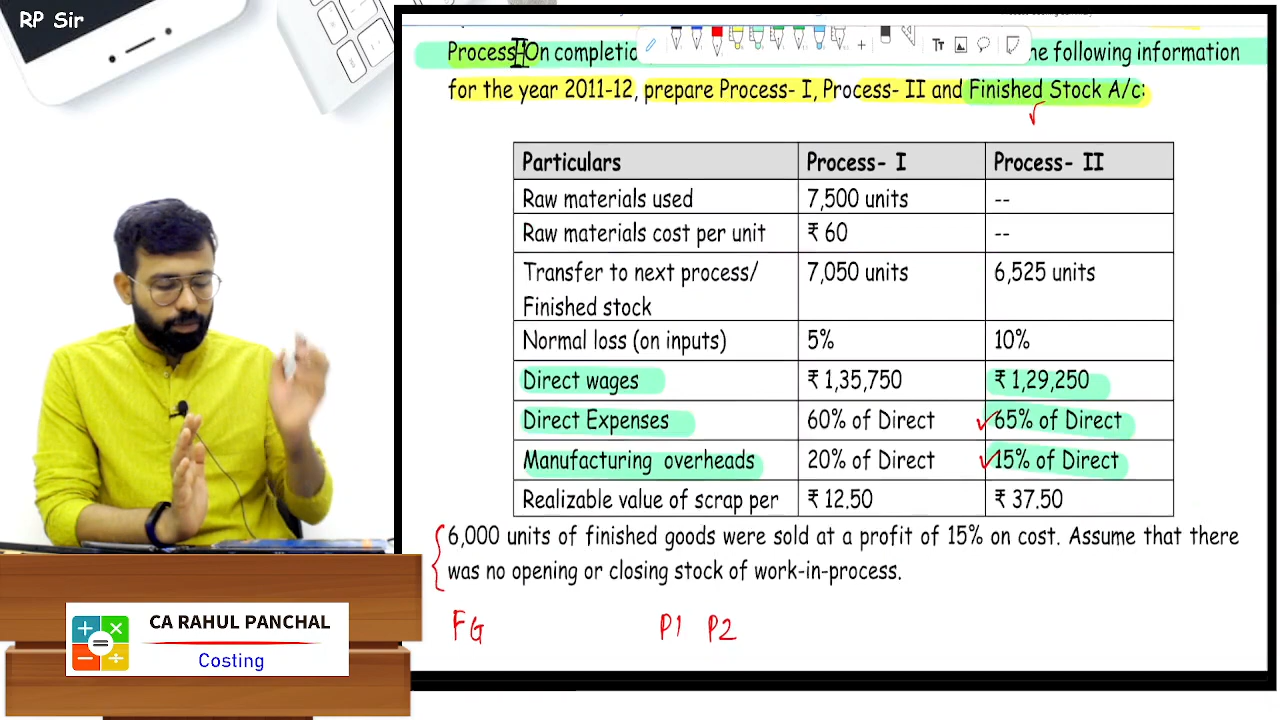 RP Sir
Process-II On completio he following information
for the year 2011-12, prepare Process- I, Process- II and Finished Stock A/c:
Particulars Process- I Process- II
Raw materials used 7,500 units --
Raw materials cost per unit ₹ 60 --
Transfer to next process/ 7,050 units 6,525 units
Finished stock
Normal loss (on inputs) 5% 10%
Direct wages ₹ 1,35,750 ₹ 1,29,250
Direct Expenses 60% of Direct 65% of Direct
Manufacturing overheads 20% of Direct 15% of Direct
Realizable value of scrap per ₹ 12.50 ₹ 37.50
6,000 units of finished goods were sold at a profit of 15% on cost. Assume that there
was no opening or closing stock of work-in-process.
FG P1 P2
CA RAHUL PANCHAL
Costing